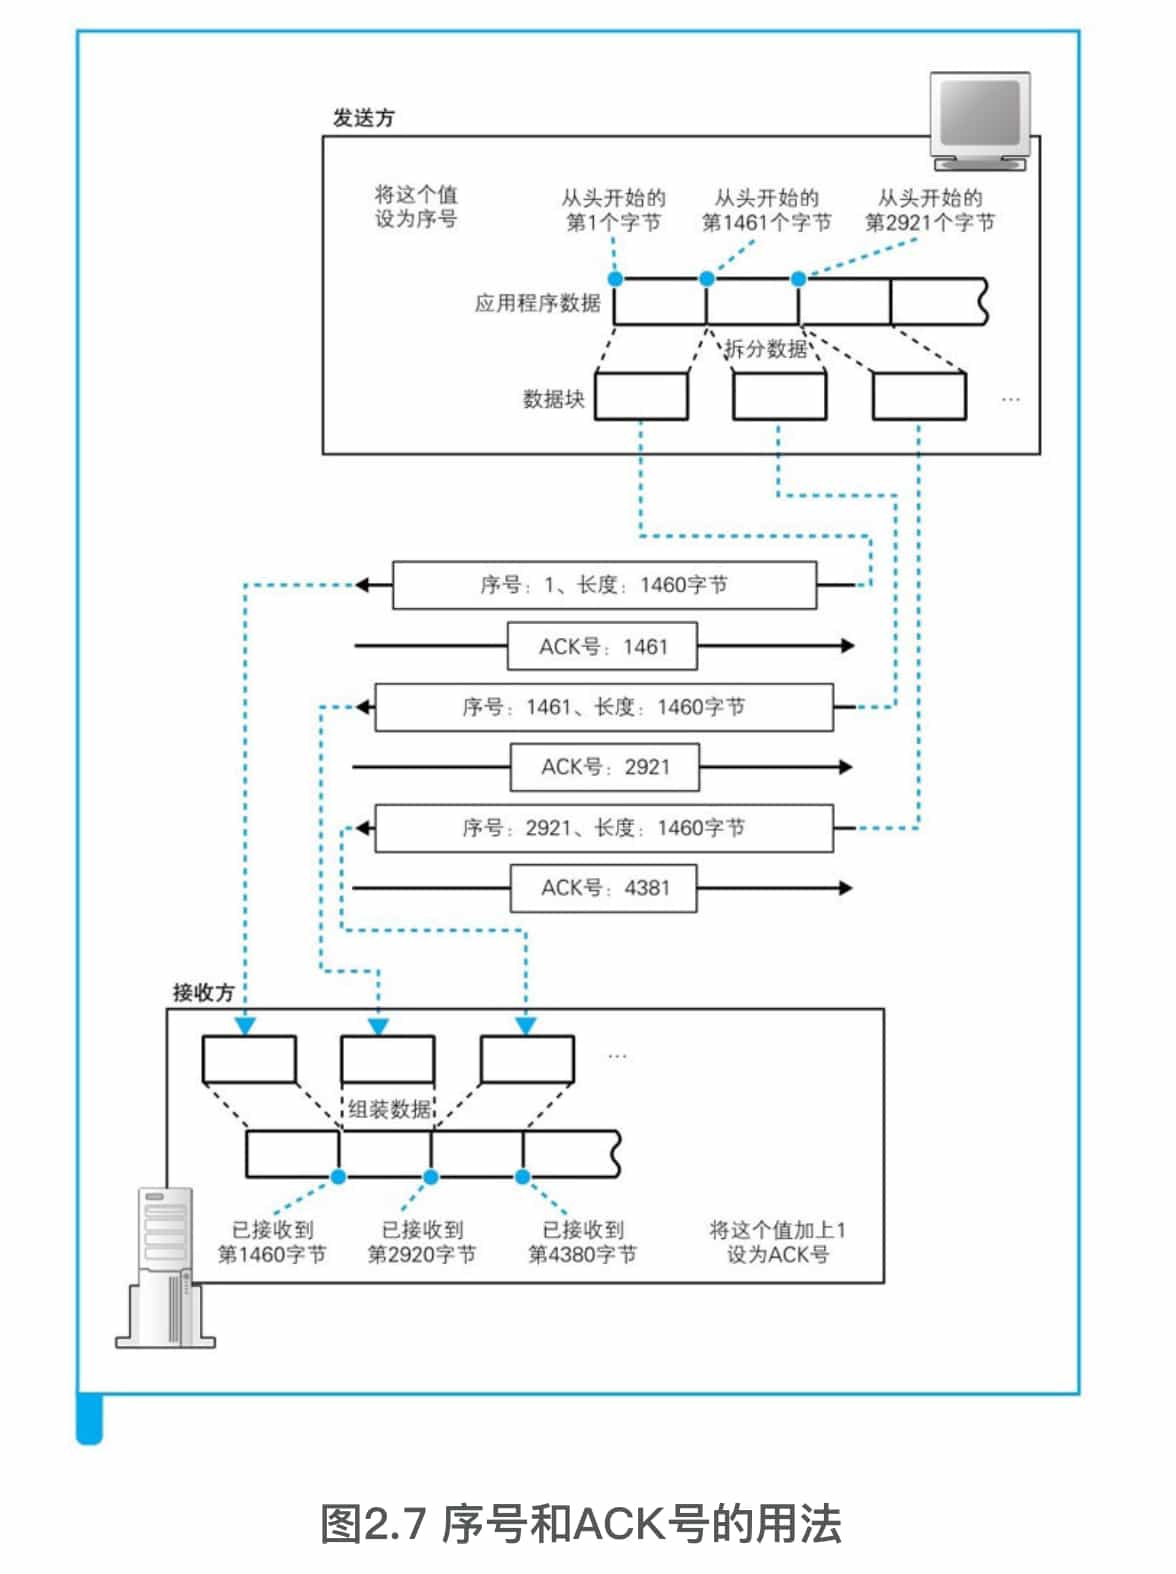 发送方
将这个值
设为序号
从头开始的
第1个字节
从头开始的
第1461个字节
从头开始的
第2921个字节
应用程序数据
拆分数据
数据块
…
序号：1、长度：1460字节
ACK号：1461
序号：1461、长度：1460字节
ACK号：2921
序号：2921、长度：1460字节
ACK号：4381
接收方
…
组装数据
已接收到
第1460字节
已接收到
第2920字节
已接收到
第4380字节
将这个值加上1
设为ACK号
图2.7 序号和ACK号的用法